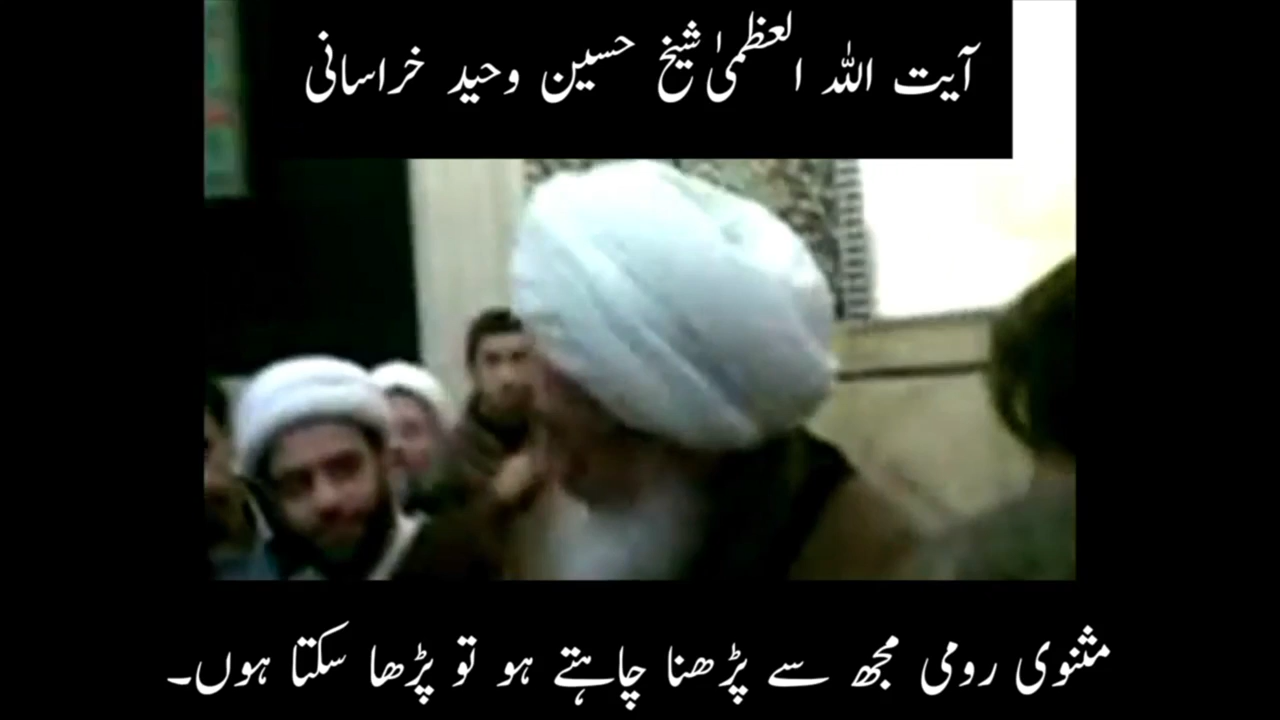 آیت اللہ العظمیٰ شیخ حسین وحید خراسانی
مثنوی رومی مجھ سے پڑھنا چاہتے ہو تو پڑھا سکتا ہوں۔